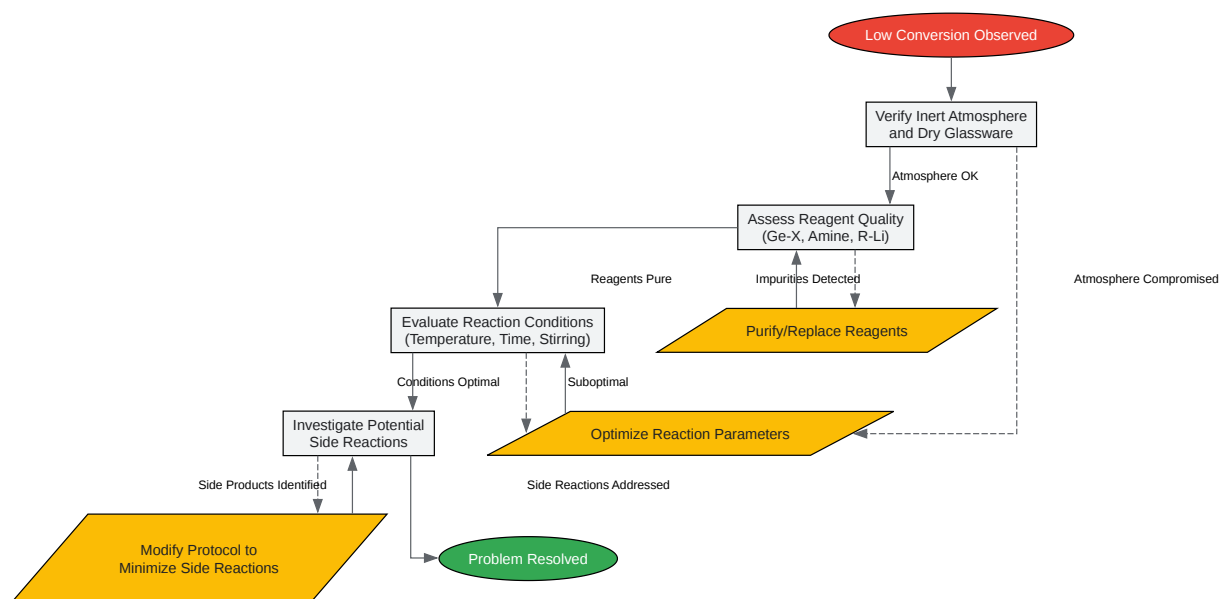 Low Conversion Observed
Verify Inert Atmosphere
and Dry Glassware
Atmosphere OK
Assess Reagent Quality
(Ge-X, Amine, R-Li)
Reagents Pure
Impurities Detected
Atmosphere Compromised
Evaluate Reaction Conditions
(Temperature, Time, Stirring)
Purify/Replace Reagents
Conditions Optimal
Suboptimal
Investigate Potential
Side Reactions
Optimize Reaction Parameters
Side Products Identified
Side Reactions Addressed
Modify Protocol to
Minimize Side Reactions
Problem Resolved